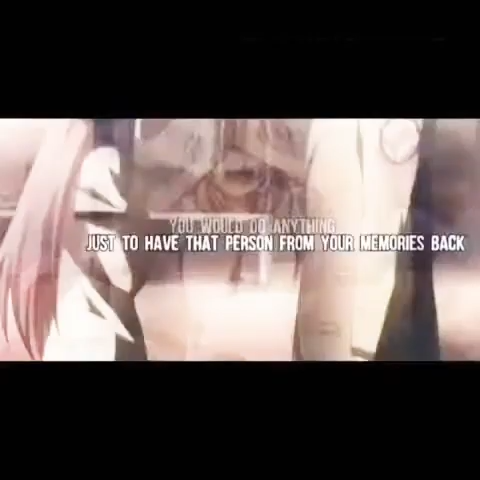 YOU WOULD DO ANYTHING
JUST TO HAVE THAT PERSON FROM YOUR MEMORIES BACK